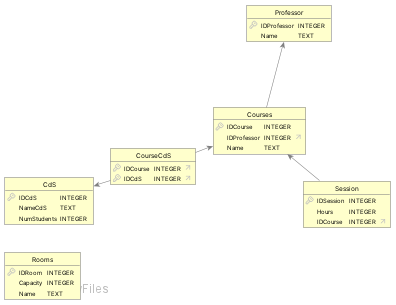 Professor
IDProfessor INTEGER
Name TEXT
Courses
IDCourse INTEGER
IDProfessor INTEGER
Name TEXT
CourseCdS
IDCourse INTEGER
IDCdS INTEGER
CdS
IDCdS INTEGER
NameCdS TEXT
NumStudents INTEGER
Session
IDSession INTEGER
Hours INTEGER
IDCourse INTEGER
Rooms
IDRoom INTEGER
Capacity INTEGER
Name TEXT
yFiles